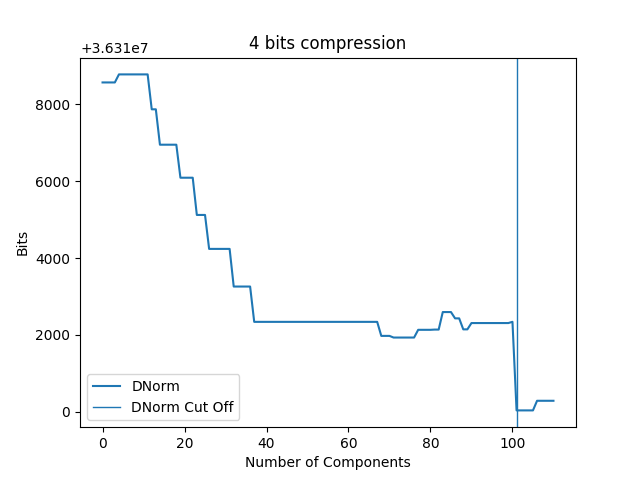 4 bits compression
+3.631e7
8000
6000
4000
2000
0
Bits
0 20 40 60 80 100
Number of Components
DNorm
DNorm Cut Off